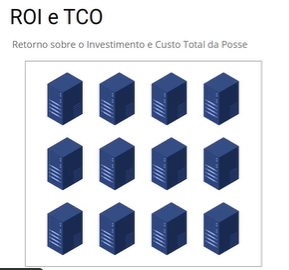 ROI e TCO
Retorno sobre o Investimento e Custo Total da Posse